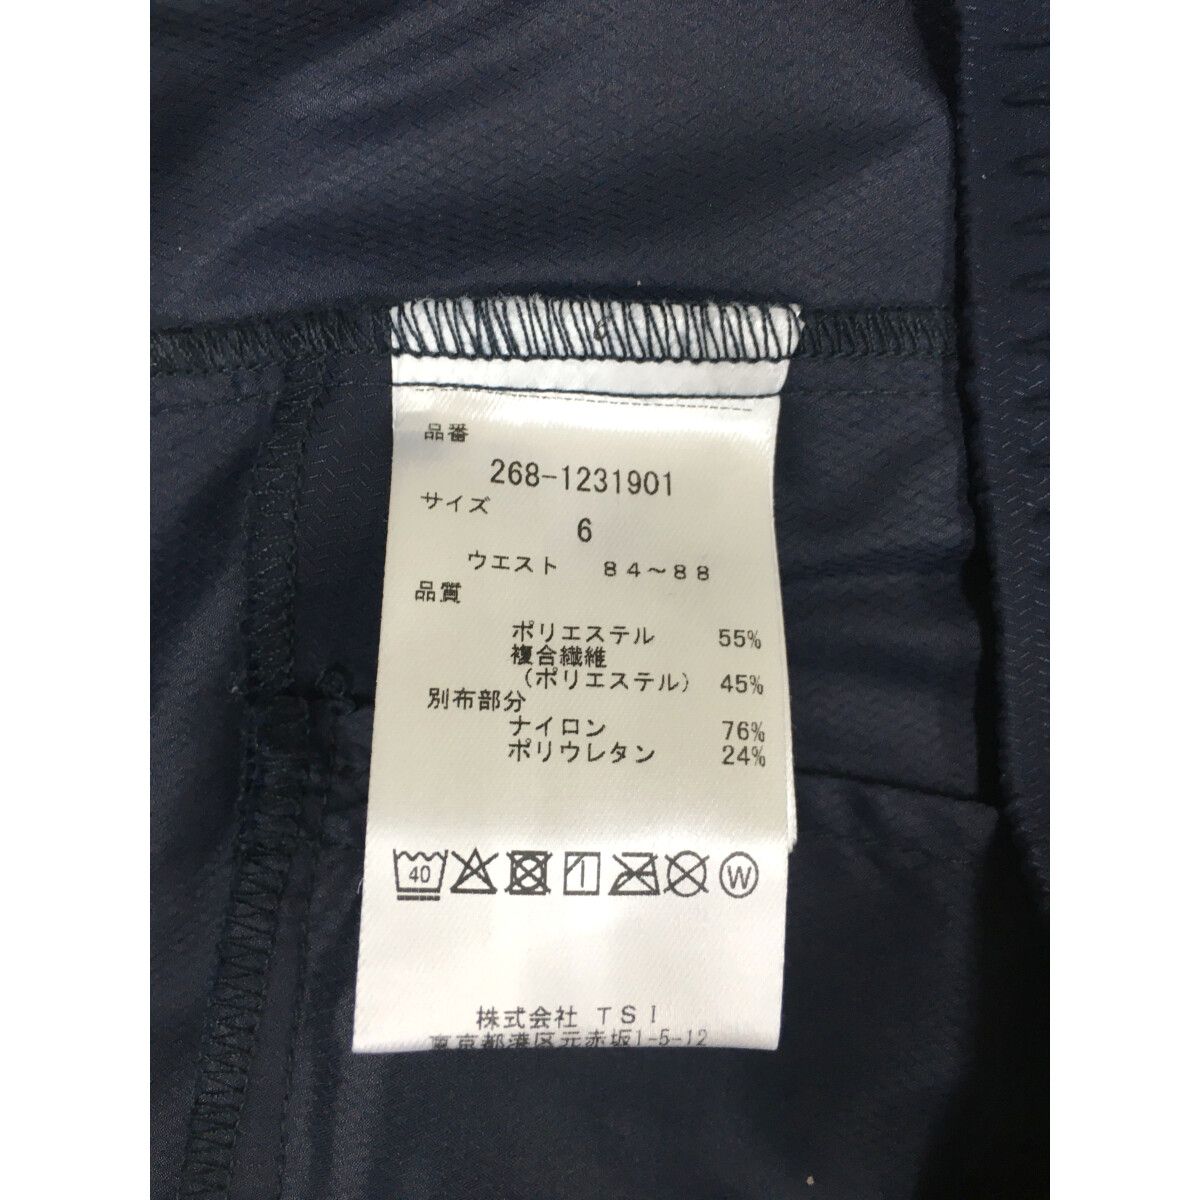 品番
268-1231901
サイズ
6
ウエスト 84～88
品質
ポリエステル 55%
複合繊維
(ポリエステル) 45%
別布部分
ナイロン 76%
ポリウレタン 24%
40 W
株式会社 TSI
東京都港区元赤坂1-5-12